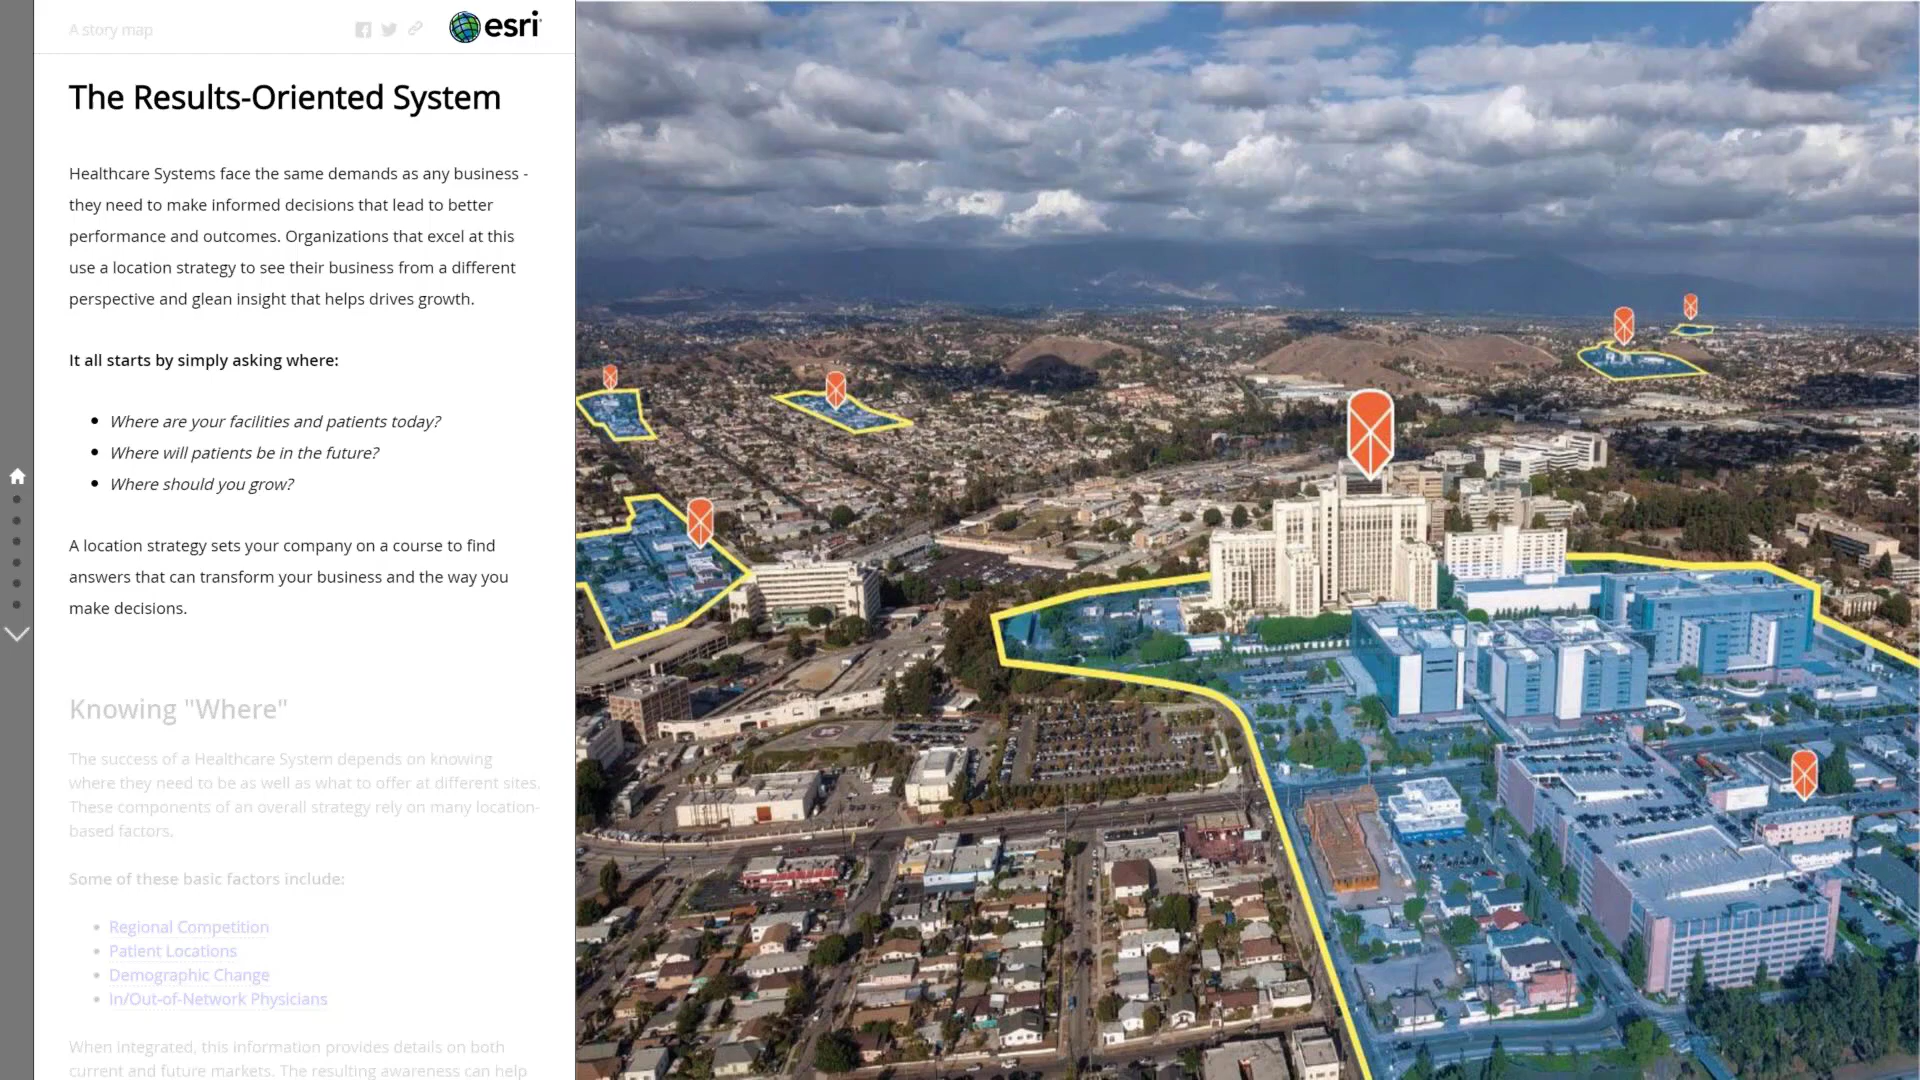 A story map
esri
The Results-Oriented System
Healthcare Systems face the same demands as any business -
they need to make informed decisions that lead to better
performance and outcomes. Organizations that excel at this
use a location strategy to see their business from a different
perspective and glean insight that helps drives growth.
It all starts by simply asking where:
Where are your facilities and patients today?
Where will patients be in the future?
Where should you grow?
A location strategy sets your company on a course to find
answers that can transform your business and the way you
make decisions.
Knowing "Where"
The success of a Healthcare System depends on knowing
where they need to be as well as what to offer at different sites.
These components of an overall strategy rely on many location-
based factors.
Some of these basic factors include:
Regional Competition
Patient Locations
Demographic Change
In/Out-of-Network Physicians
When integrated, this information provides details on both
current and future markets. The resulting awareness can help